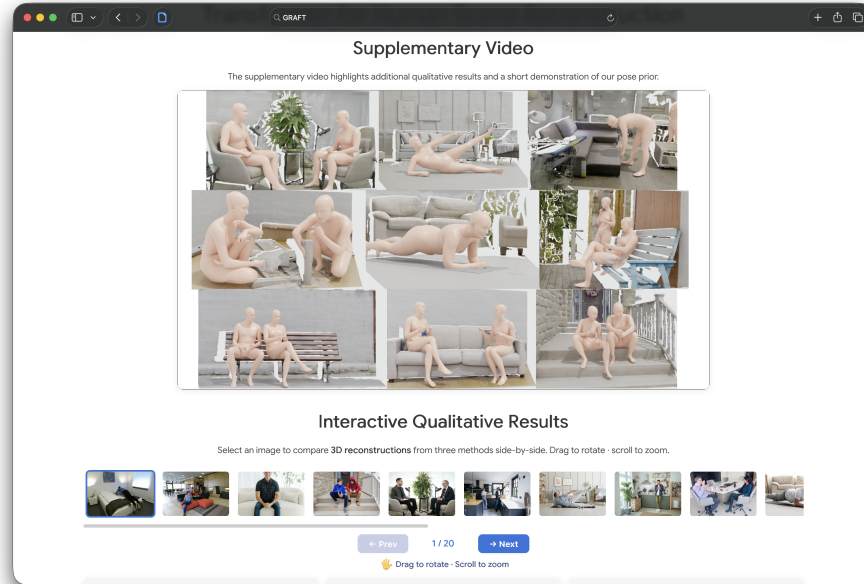 GRAFT
Supplementary Video
The supplementary video highlights additional qualitative results and a short demonstration of our pose prior.
Interactive Qualitative Results
Select an image to compare 3D reconstructions from three methods side-by-side. Drag to rotate · scroll to zoom.
← Prev
1 / 20
→ Next
🖐 Drag to rotate · Scroll to zoom